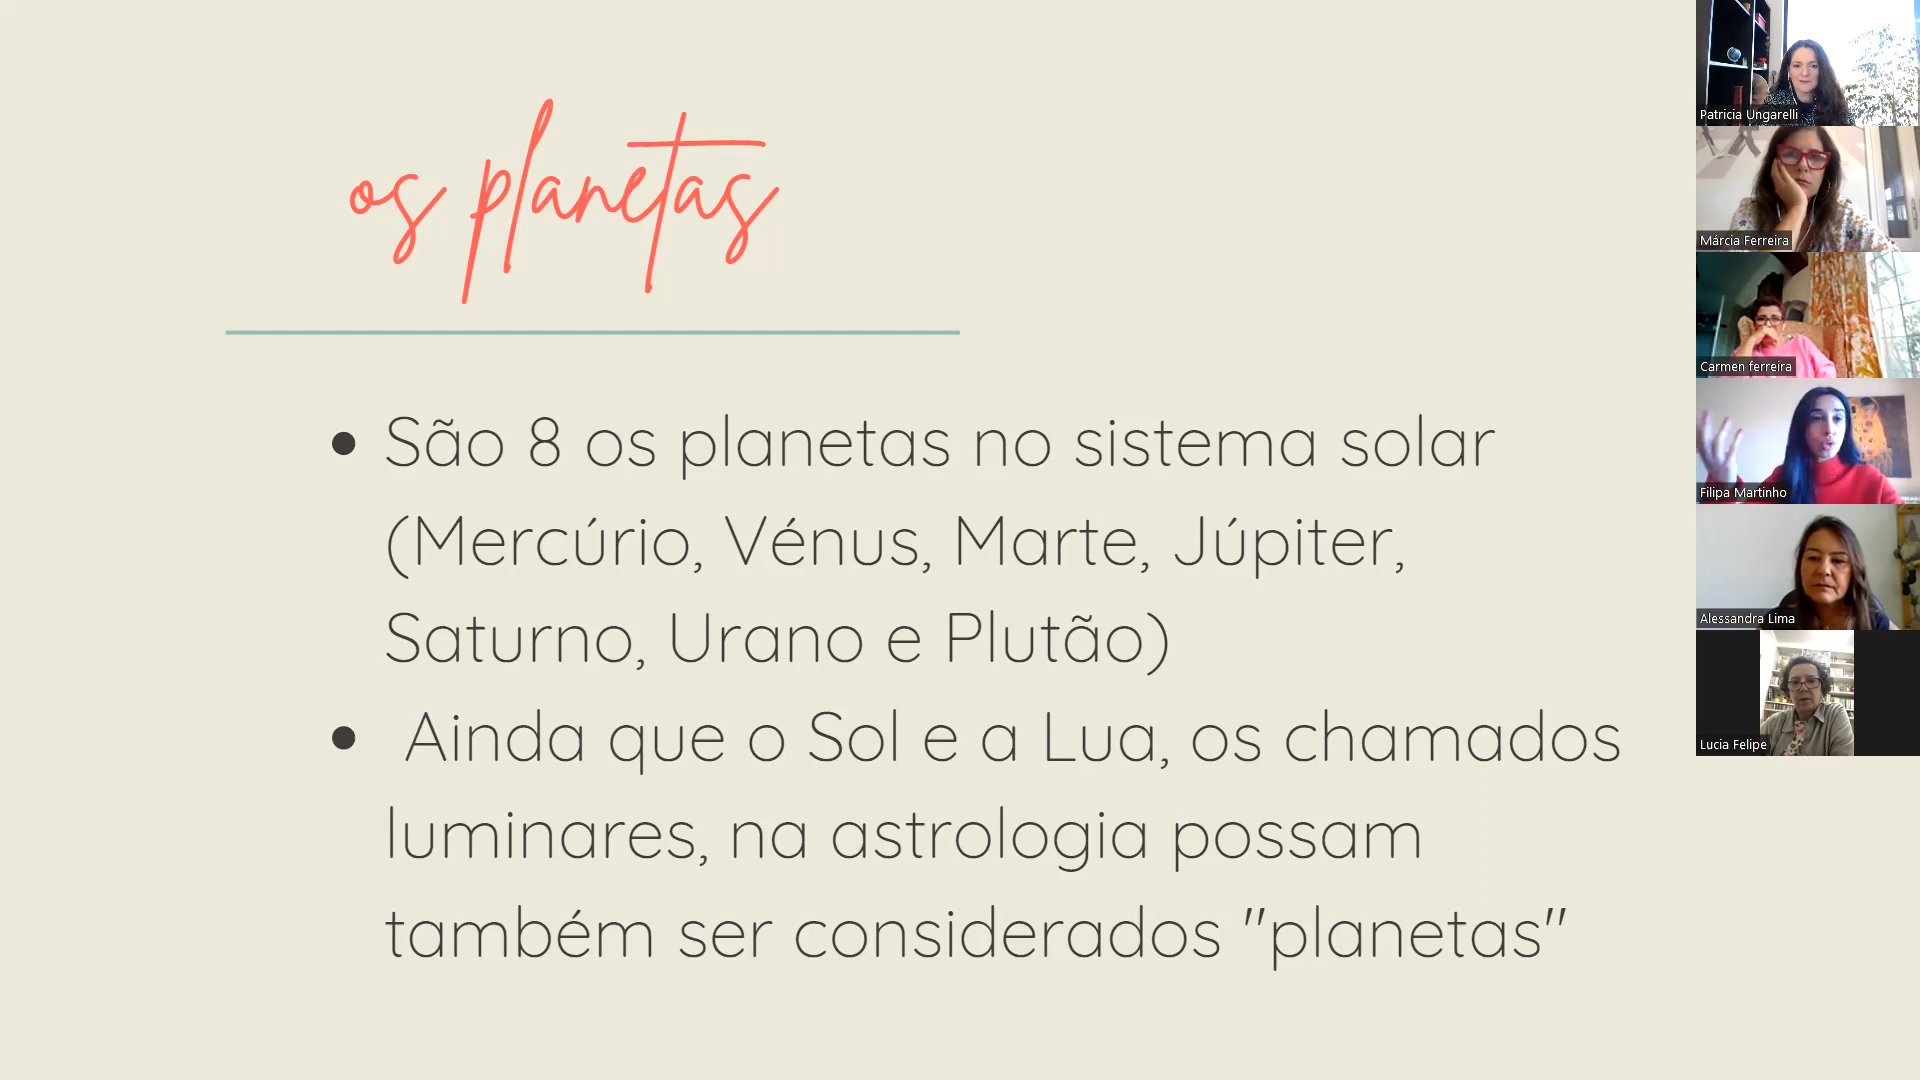 os planetas
São 8 os planetas no sistema solar
(Mercúrio, Vénus, Marte, Júpiter,
Saturno, Urano e Plutão)
Ainda que o Sol e a Lua, os chamados
luminares, na astrologia possam
também ser considerados "planetas"
Patricia Ungarelli
Márcia Ferreira
Carmen ferreira
Filipa Martinho
Alessandra Lima
Lucia Felipe